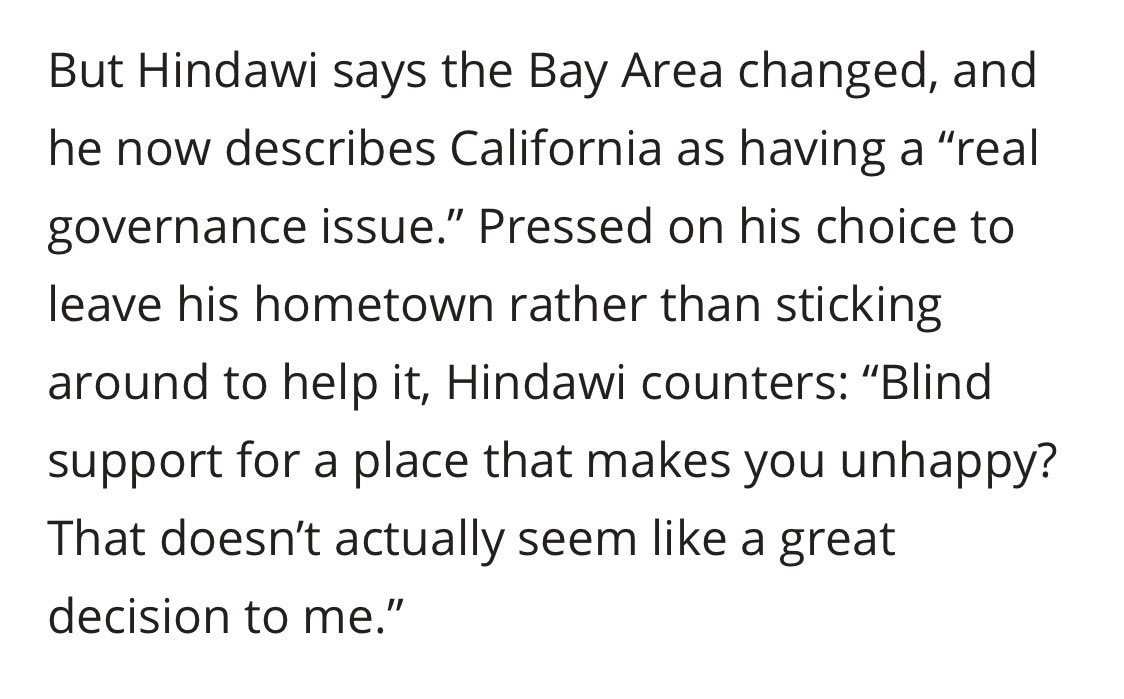 But Hindawi says the Bay Area changed, and
he now describes California as having a “real
governance issue.” Pressed on his choice to
leave his hometown rather than sticking
around to help it, Hindawi counters: “Blind
support for a place that makes you unhappy?
That doesn’t actually seem like a great
decision to me.”